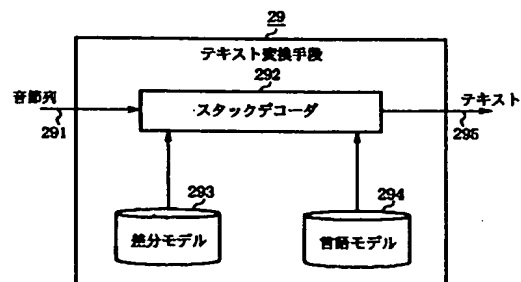 29
テキスト変換手段
292
音節列
スタックデコーダ
テキスト
291
295
293
294
差分モデル
言語モデル